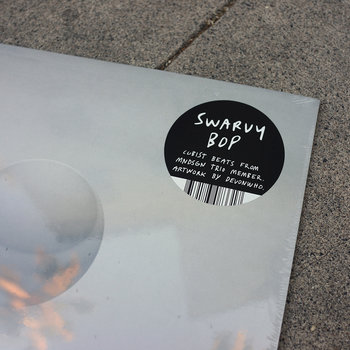 SWARVY
BOP
CUBIST BEATS FROM
MNDSGN TRIO MEMBER.
ARTWORK BY DEVONWHO.